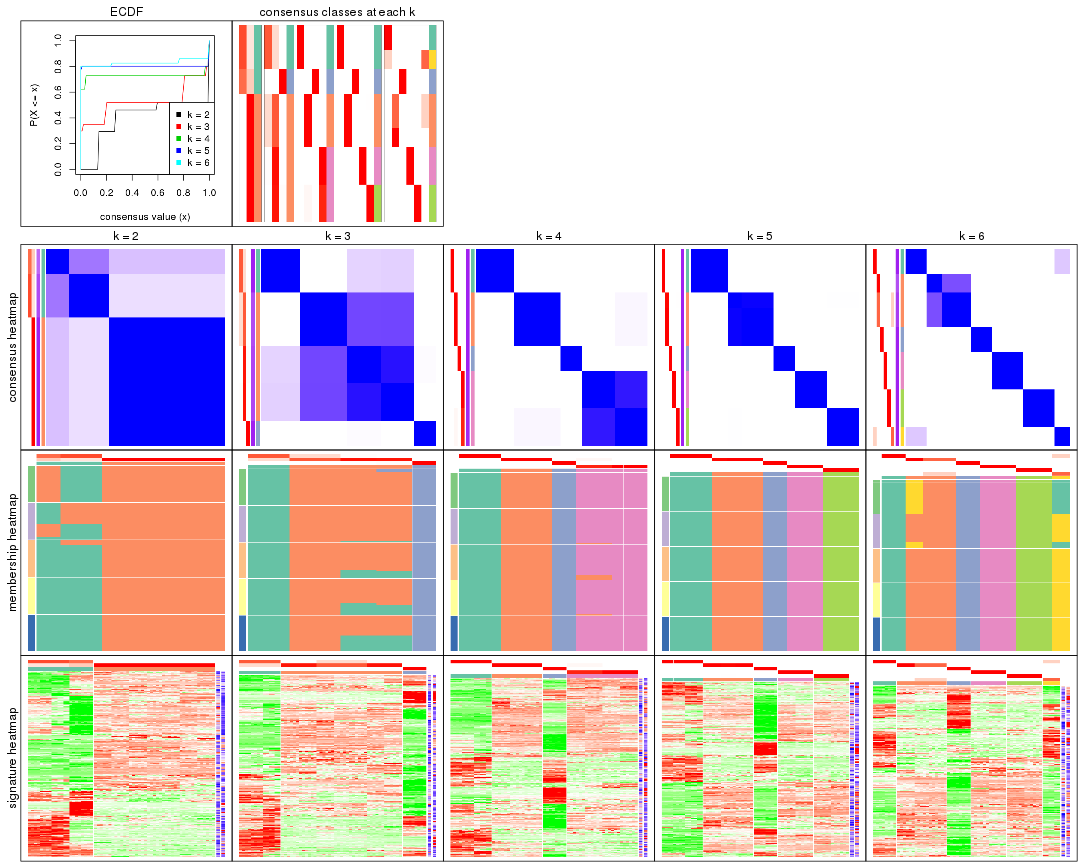 ECDF
consensus classes at each k
P(X <= x)
0.0 0.2 0.4 0.6 0.8 1.0
k = 2
k = 3
k = 4
k = 5
k = 6
0.0 0.2 0.4 0.6 0.8 1.0
consensus value (x)
k = 2 k = 3 k = 4 k = 5 k = 6
consensus heatmap
membership heatmap
signature heatmap